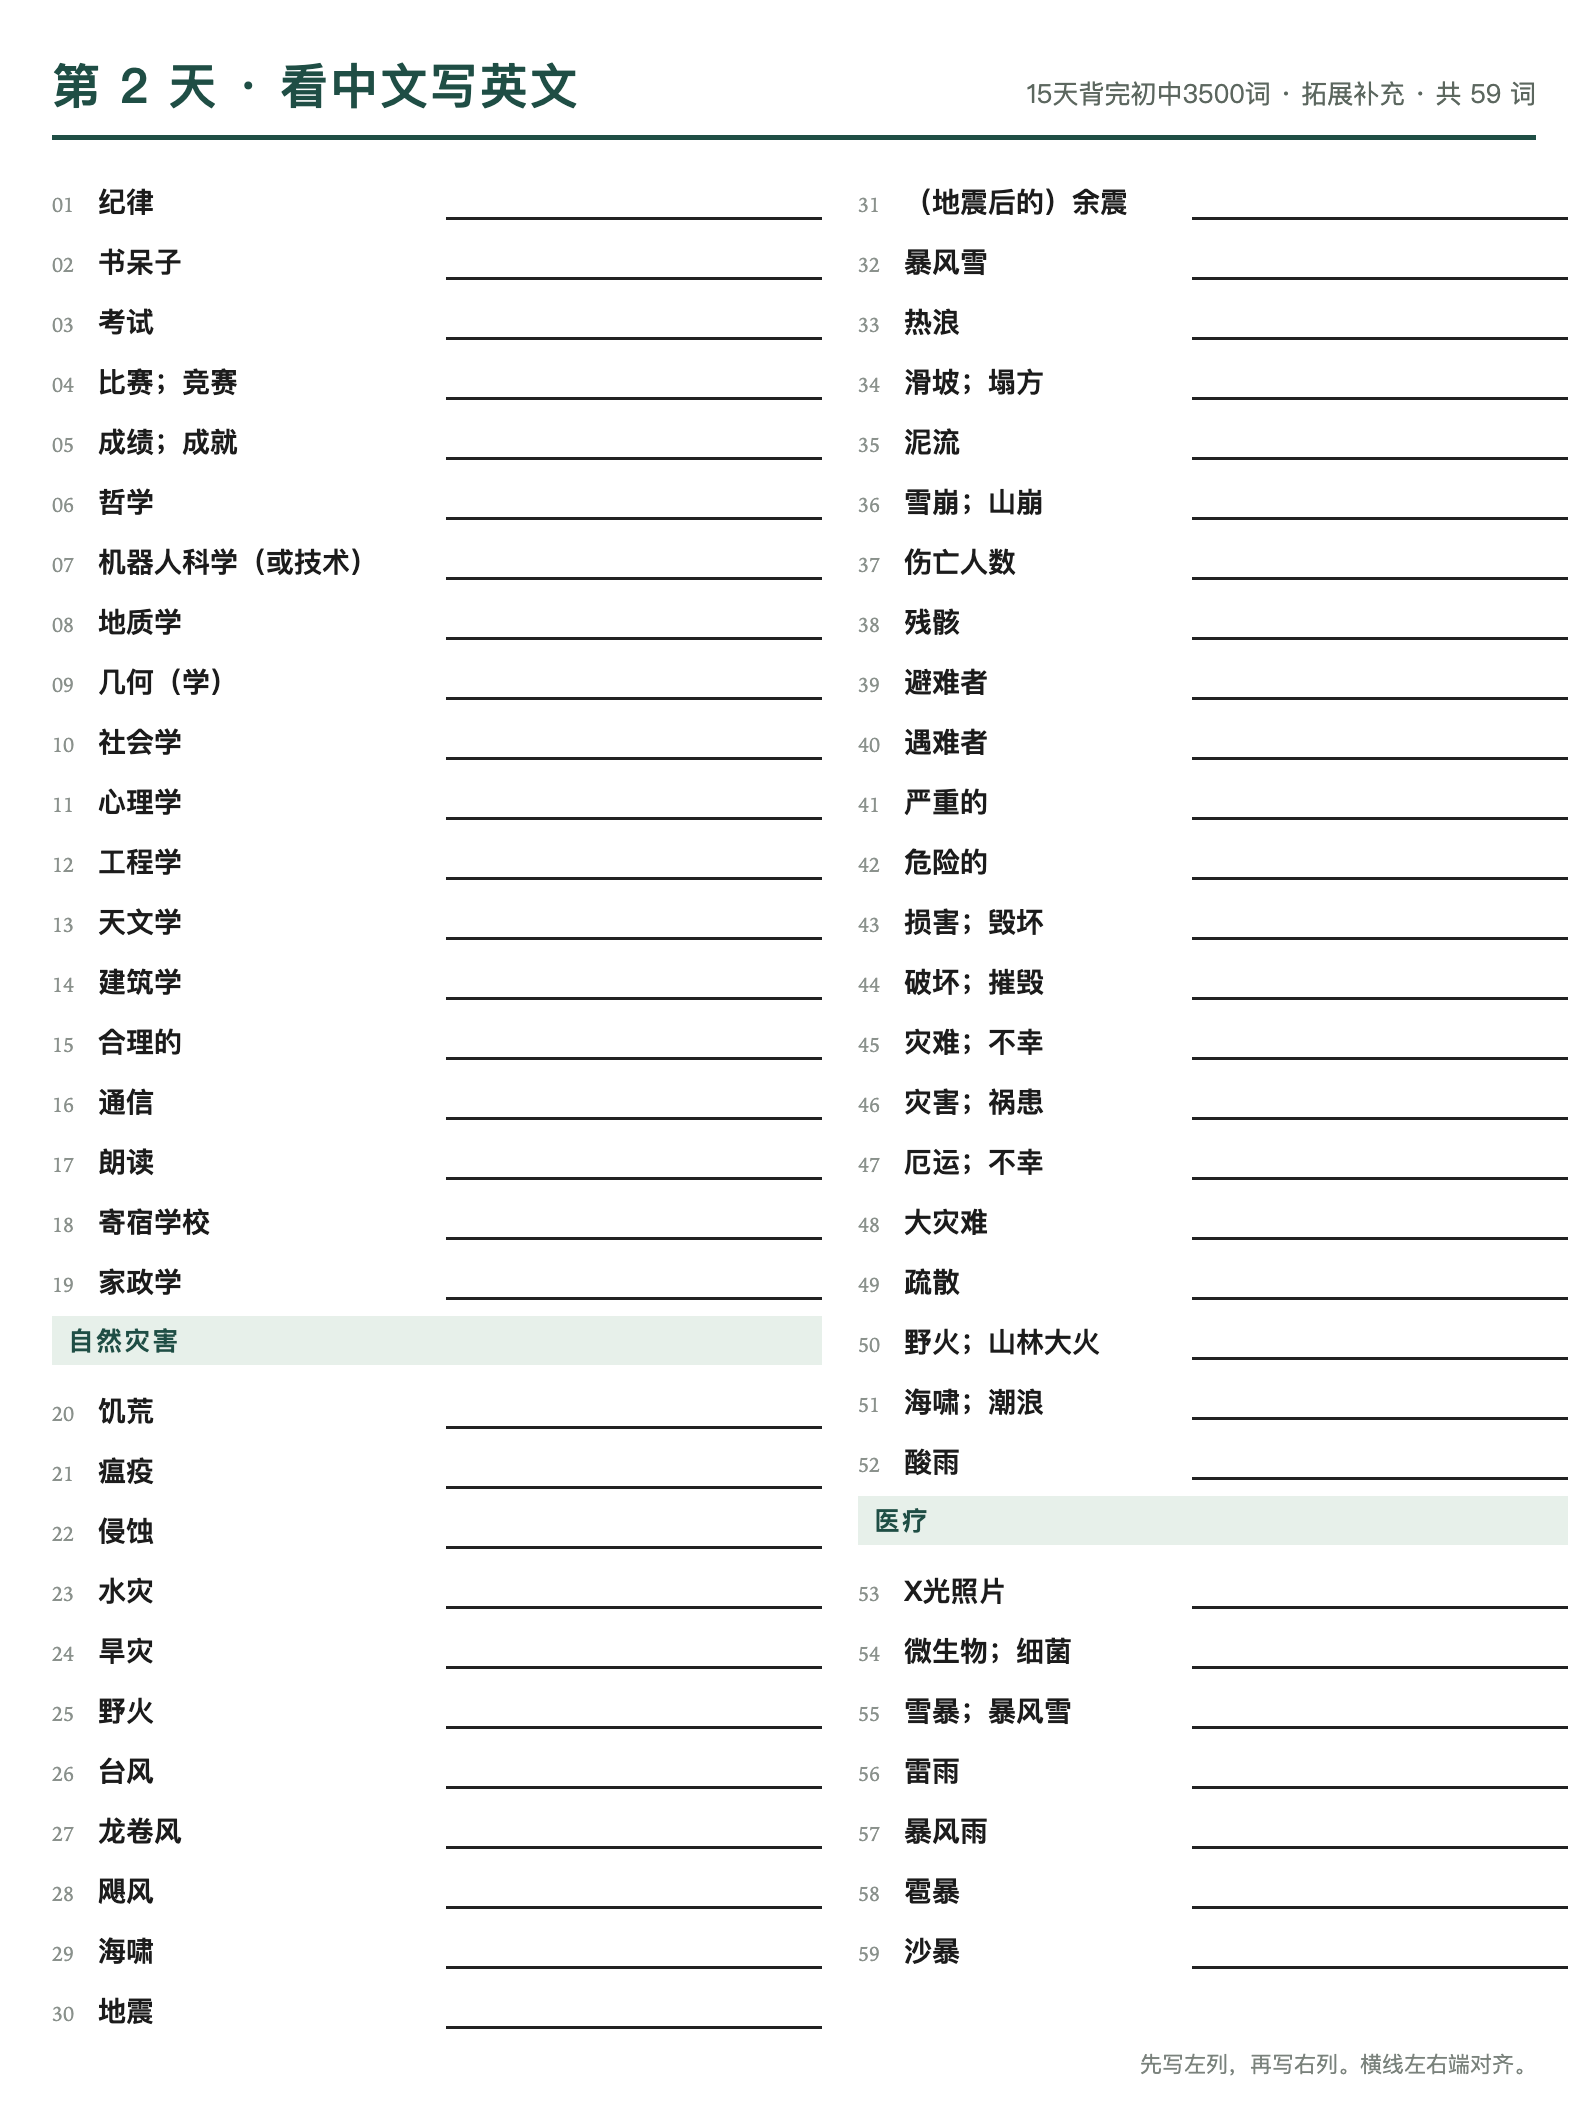 第 2 天 · 看中文写英文
15天背完初中3500词 · 拓展补充 · 共 59 词
01 纪律
02 书呆子
03 考试
04 比赛；竞赛
05 成绩；成就
06 哲学
07 机器人科学（或技术）
08 地质学
09 几何（学）
10 社会学
11 心理学
12 工程学
13 天文学
14 建筑学
15 合理的
16 通信
17 朗读
18 寄宿学校
19 家政学
自然灾害
20 饥荒
21 瘟疫
22 侵蚀
23 水灾
24 旱灾
25 野火
26 台风
27 龙卷风
28 飓风
29 海啸
30 地震
31 （地震后的）余震
32 暴风雪
33 热浪
34 滑坡；塌方
35 泥流
36 雪崩；山崩
37 伤亡人数
38 残骸
39 避难者
40 遇难者
41 严重的
42 危险的
43 损害；毁坏
44 破坏；摧毁
45 灾难；不幸
46 灾害；祸患
47 厄运；不幸
48 大灾难
49 疏散
50 野火；山林大火
51 海啸；潮浪
52 酸雨
医疗
53 X光照片
54 微生物；细菌
55 雪暴；暴风雪
56 雷雨
57 暴风雨
58 雹暴
59 沙暴
先写左列，再写右列。横线左右端对齐。